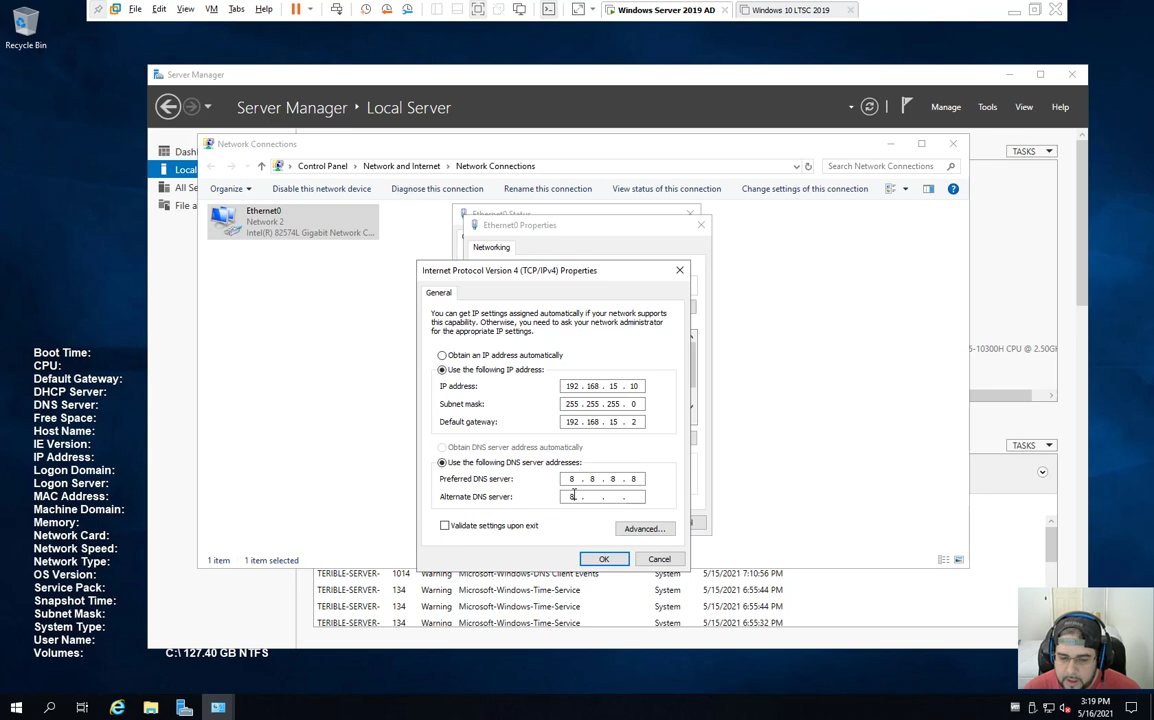 File Edit View VM Tabs Help
Windows Server 2019 AD
Windows 10 LTSC 2019
Recycle Bin
Server Manager
Server Manager ‣ Local Server
Manage Tools View Help
Network Connections
Control Panel › Network and Internet › Network Connections
Search Network Connections
Organize Disable this network device Diagnose this connection Rename this connection View status of this connection Change settings of this connection
Dash
Local
All Se
File a
TASKS
Ethernet0
Network 2
Intel(R) 82574L Gigabit Network C...
Ethernet0 Status
Ethernet0 Properties
Networking
Internet Protocol Version 4 (TCP/IPv4) Properties
General
You can get IP settings assigned automatically if your network supports
this capability. Otherwise, you need to ask your network administrator
for the appropriate IP settings.
Obtain an IP address automatically
Use the following IP address:
IP address: 192 . 168 . 15 . 10
Subnet mask: 255 . 255 . 255 . 0
Default gateway: 192 . 168 . 15 . 2
Obtain DNS server address automatically
Use the following DNS server addresses:
Preferred DNS server: 8 . 8 . 8 . 8
Alternate DNS server: 8 . . .
Validate settings upon exit
Advanced...
OK Cancel
-10300H CPU @ 2.50G
TASKS
1 item 1 item selected
TERIBLE-SERVER- 1014 Warning Microsoft-Windows-DNS Client Events System 5/15/2021 7:10:56 PM
TERIBLE-SERVER- 134 Warning Microsoft-Windows-Time-Service System 5/15/2021 6:55:44 PM
TERIBLE-SERVER- 134 Warning Microsoft-Windows-Time-Service System 5/15/2021 6:55:44 PM
TERIBLE-SERVER- 134 Warning Microsoft-Windows-Time-Service System 5/15/2021 6:55:32 PM
Boot Time:
CPU:
Default Gateway:
DHCP Server:
DNS Server:
Free Space:
Host Name:
IE Version:
IP Address:
Logon Domain:
Logon Server:
MAC Address:
Machine Domain:
Memory:
Network Card:
Network Speed:
Network Type:
OS Version:
Service Pack:
Snapshot Time:
Subnet Mask:
System Type:
User Name:
Volumes: C:\ 127.40 GB NTFS
3:19 PM
5/16/2021